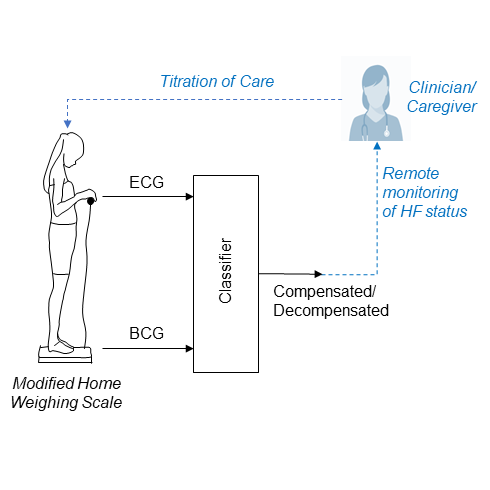 Titration of Care
Clinician/
Caregiver
ECG
Remote
monitoring
of HF status
Classifier
Compensated/
Decompensated
BCG
Modified Home
Weighing Scale